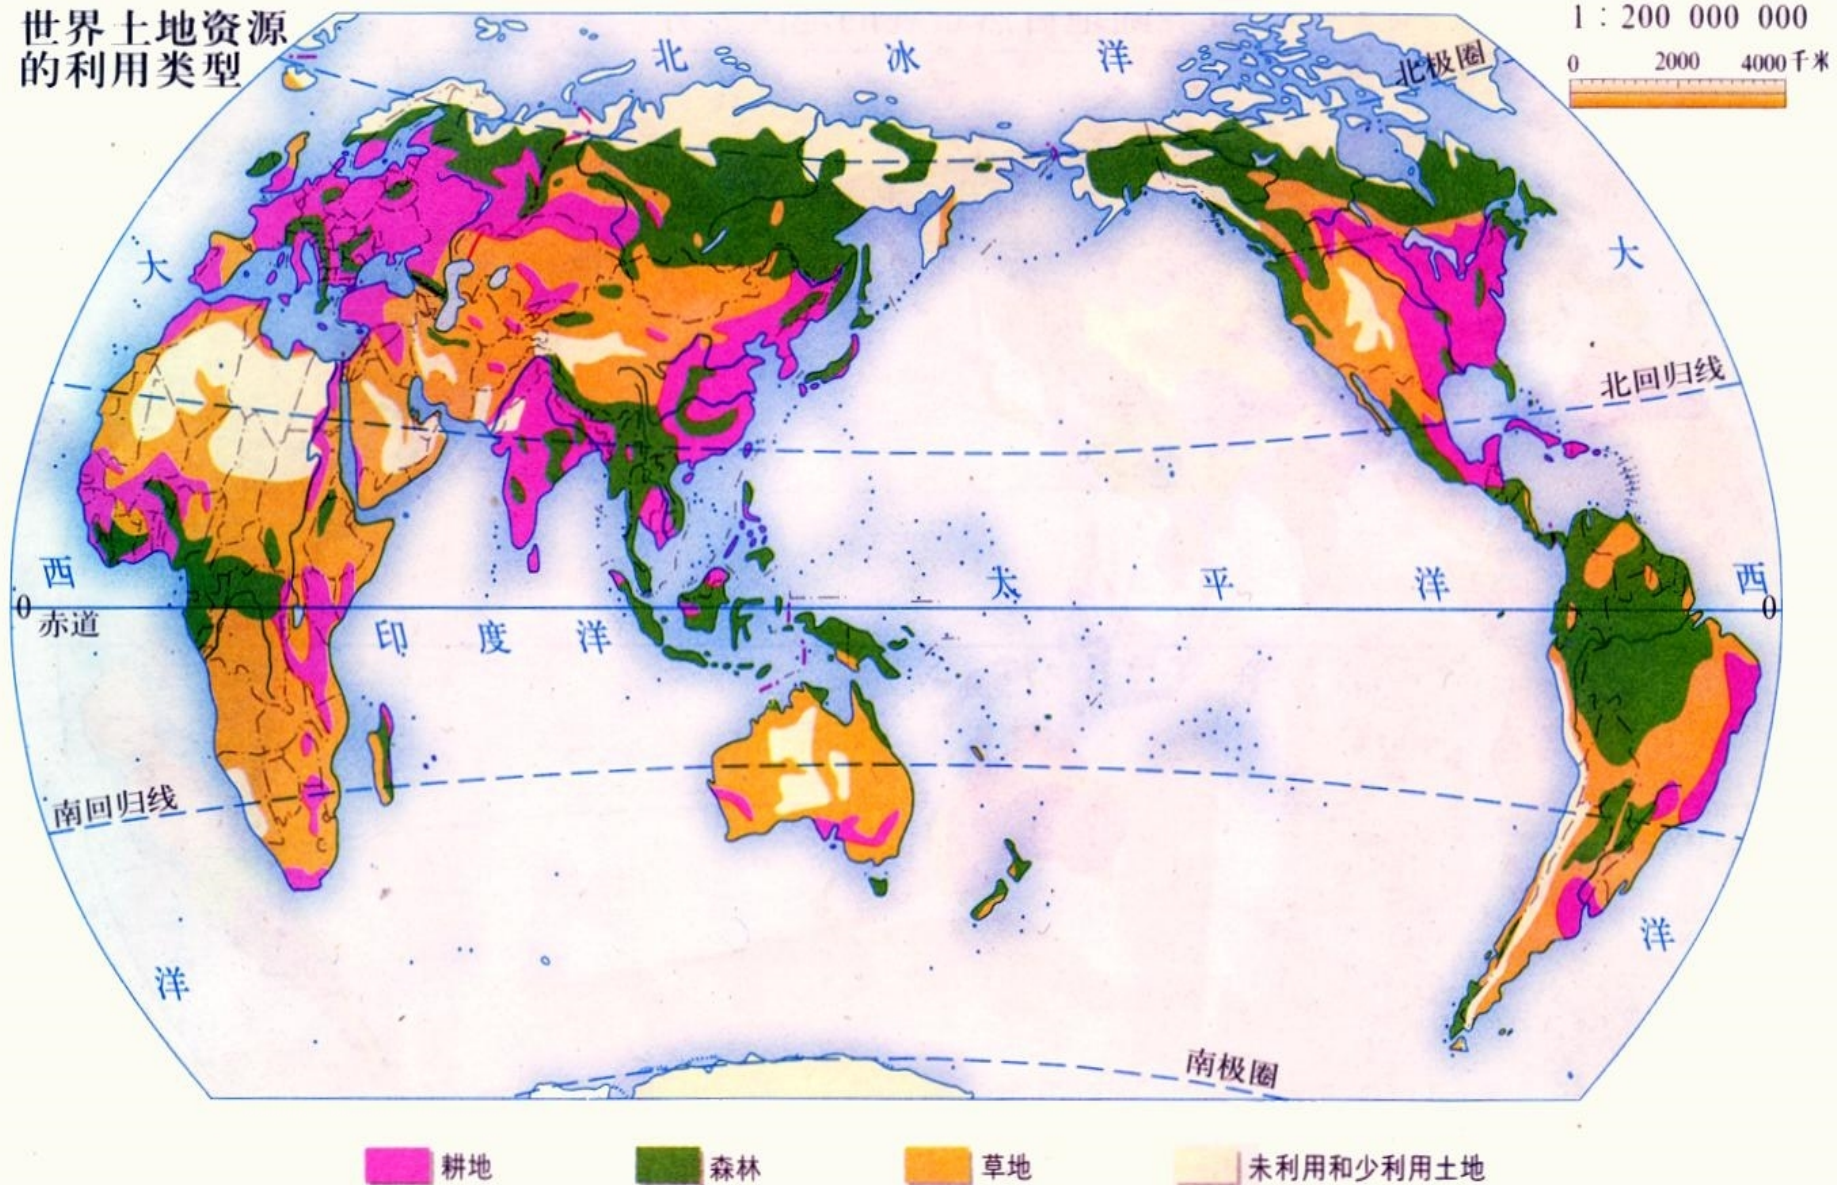 世界土地资源
的利用类型
1：200 000 000
0 2000 4000千米
北 冰 洋
北极圈
大
大
北回归线
西
太 平 洋
西
0
0
赤道
印 度 洋
南回归线
洋
洋
南极圈
耕地
森林
草地
未利用和少利用土地